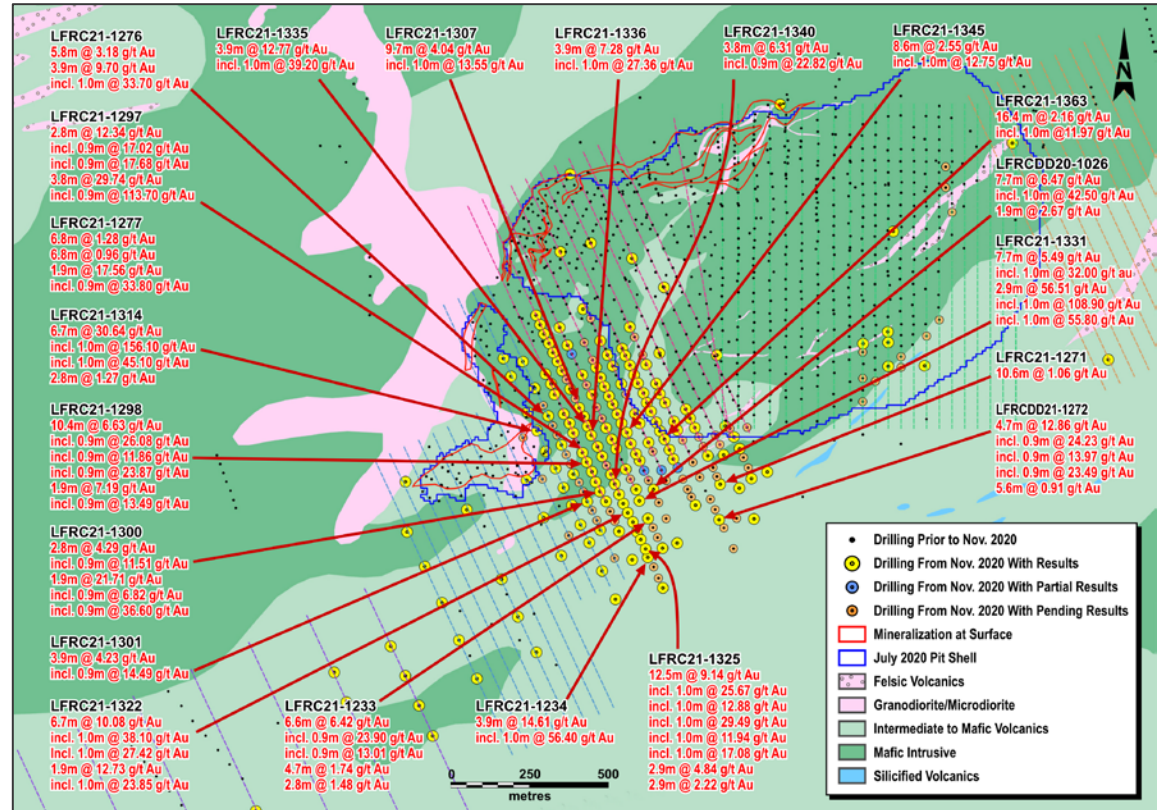 LFRC21-1276
5.8m @ 3.18 g/t Au
3.9m @ 9.70 g/t Au
incl. 1.0m @ 33.70 g/t Au
LFRC21-1335
3.9m @ 12.77 g/t Au
incl. 1.0m @ 39.20 g/t Au
LFRC21-1307
9.7m @ 4.04 g/t Au
incl. 1.0m @ 13.55 g/t Au
LFRC21-1336
3.9m @ 7.28 g/t Au
incl. 1.0m @ 27.36 g/t Au
LFRC21-1340
3.8m @ 6.31 g/t Au
incl. 0.9m @ 22.82 g/t Au
LFRC21-1345
8.6m @ 2.55 g/t Au
incl. 1.0m @ 12.75 g/t Au
N
LFRC21-1297
2.8m @ 12.34 g/t Au
incl. 0.9m @ 17.02 g/t Au
incl. 0.9m @ 17.68 g/t Au
3.8m @ 29.74 g/t Au
incl. 0.9m @ 113.70 g/t Au
LFRC21-1277
6.8m @ 1.28 g/t Au
6.8m @ 0.96 g/t Au
1.9m @ 17.56 g/t Au
incl. 0.9m @ 33.80 g/t Au
LFRC21-1314
6.7m @ 30.64 g/t Au
incl. 1.0m @ 156.10 g/t Au
incl. 1.0m @ 45.10 g/t Au
2.8m @ 1.27 g/t Au
LFRC21-1298
10.4m @ 6.63 g/t Au
incl. 0.9m @ 26.08 g/t Au
incl. 0.9m @ 11.86 g/t Au
incl. 0.9m @ 23.87 g/t Au
1.9m @ 7.19 g/t Au
incl. 0.9m @ 13.49 g/t Au
LFRC21-1300
2.8m @ 4.29 g/t Au
incl. 0.9m @ 11.51 g/t Au
1.9m @ 21.71 g/t Au
incl. 0.9m @ 6.82 g/t Au
incl. 0.9m @ 36.60 g/t Au
LFRC21-1301
3.9m @ 4.23 g/t Au
incl. 0.9m @ 14.49 g/t Au
LFRC21-1322
6.7m @ 10.08 g/t Au
incl. 1.0m @ 38.10 g/t Au
Incl. 1.0m @ 27.42 g/t Au
1.9m @ 12.73 g/t Au
incl. 1.0m @ 23.85 g/t Au
LFRC21-1233
6.6m @ 6.42 g/t Au
incl. 0.9m @ 23.90 g/t Au
incl. 0.9m @ 13.01 g/t Au
4.7m @ 1.74 g/t Au
2.8m @ 1.48 g/t Au
LFRC21-1234
3.9m @ 14.61 g/t Au
incl. 1.0m @ 56.40 g/t Au
LFRC21-1325
12.5m @ 9.14 g/t Au
incl. 1.0m @ 25.67 g/t Au
incl. 1.0m @ 12.88 g/t Au
incl. 1.0m @ 29.49 g/t Au
incl. 1.0m @ 11.94 g/t Au
incl. 1.0m @ 17.08 g/t Au
2.9m @ 4.84 g/t Au
2.9m @ 2.22 g/t Au
LFRC21-1363
16.4 m @ 2.16 g/t Au
incl. 1.0m @11.97 g/t Au
LFRCDD20-1026
7.7m @ 6.47 g/t Au
incl. 1.0m @ 42.50 g/t Au
1.9m @ 2.67 g/t Au
LFRC21-1331
7.7m @ 5.49 g/t Au
incl. 1.0m @ 32.00 g/t au
2.9m @ 56.51 g/t Au
incl. 1.0m @ 108.90 g/t Au
incl. 1.0m @ 55.80 g/t Au
LFRC21-1271
10.6m @ 1.06 g/t Au
LFRCDD21-1272
4.7m @ 12.86 g/t Au
incl. 0.9m @ 24.23 g/t Au
incl. 0.9m @ 13.97 g/t Au
incl. 0.9m @ 23.49 g/t Au
5.6m @ 0.91 g/t Au
Drilling Prior to Nov. 2020
Drilling From Nov. 2020 With Results
Drilling From Nov. 2020 With Partial Results
Drilling From Nov. 2020 With Pending Results
Mineralization at Surface
July 2020 Pit Shell
Felsic Volcanics
Granodiorite/Microdiorite
Intermediate to Mafic Volcanics
Mafic Intrusive
Silicified Volcanics
0 250 500
metres